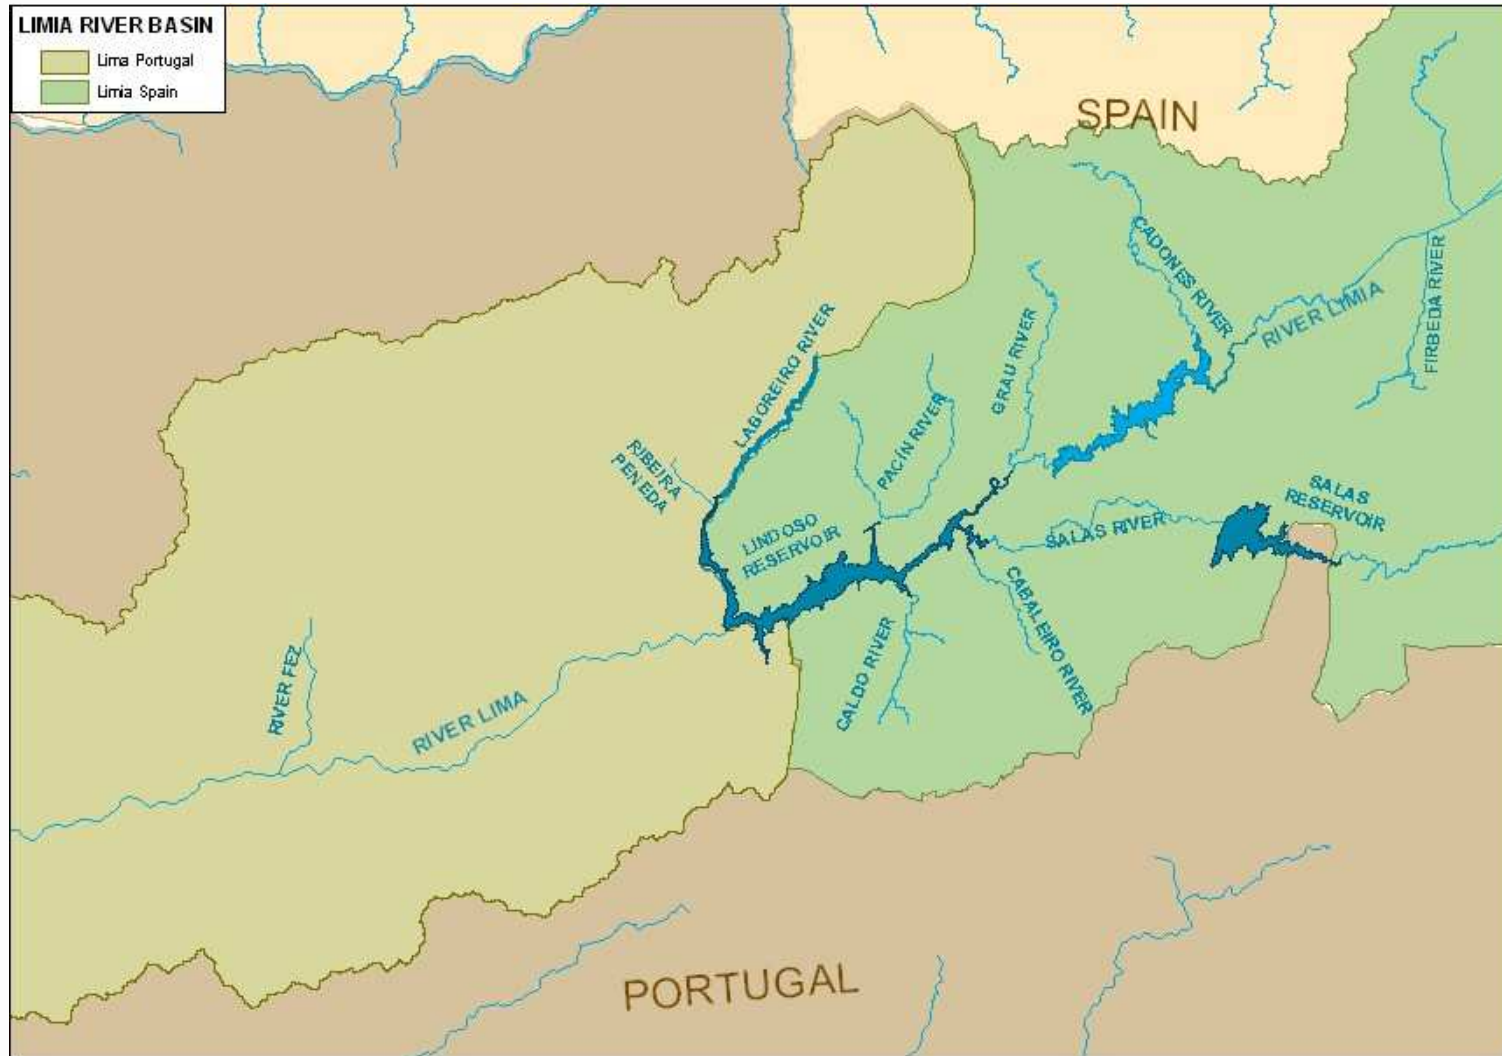 LIMIA RIVER BASIN
Lima Portugal
Limia Spain
SPAIN
CADONES RIVER
RIVER LIMIA
FIRBEDA RIVER
GRAU RIVER
LABOREIRO RIVER
PACÍN RIVER
RIBEIRA
PENEDA
LINDOSO
RESERVOIR
SALAS RIVER
SALAS
RESERVOIR
CABALEIRO RIVER
CALDO RIVER
RIVER FEZ
RIVER LIMA
PORTUGAL